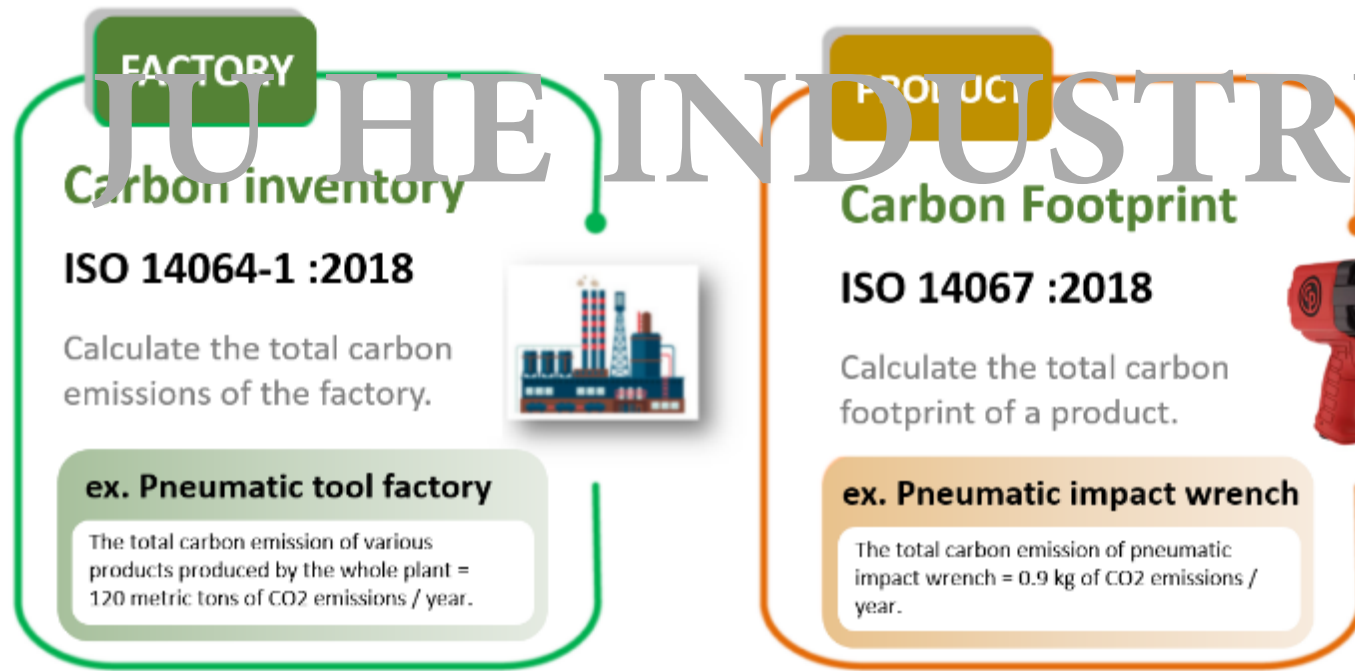 FACTORY
JU HE INDUSTR
Carbon inventory
ISO 14064-1 :2018
Calculate the total carbon
emissions of the factory.
ex. Pneumatic tool factory
The total carbon emission of various
products produced by the whole plant =
120 metric tons of CO2 emissions / year.
PRODUCT
Carbon Footprint
ISO 14067 :2018
Calculate the total carbon
footprint of a product.
ex. Pneumatic impact wrench
The total carbon emission of pneumatic
impact wrench = 0.9 kg of CO2 emissions /
year.